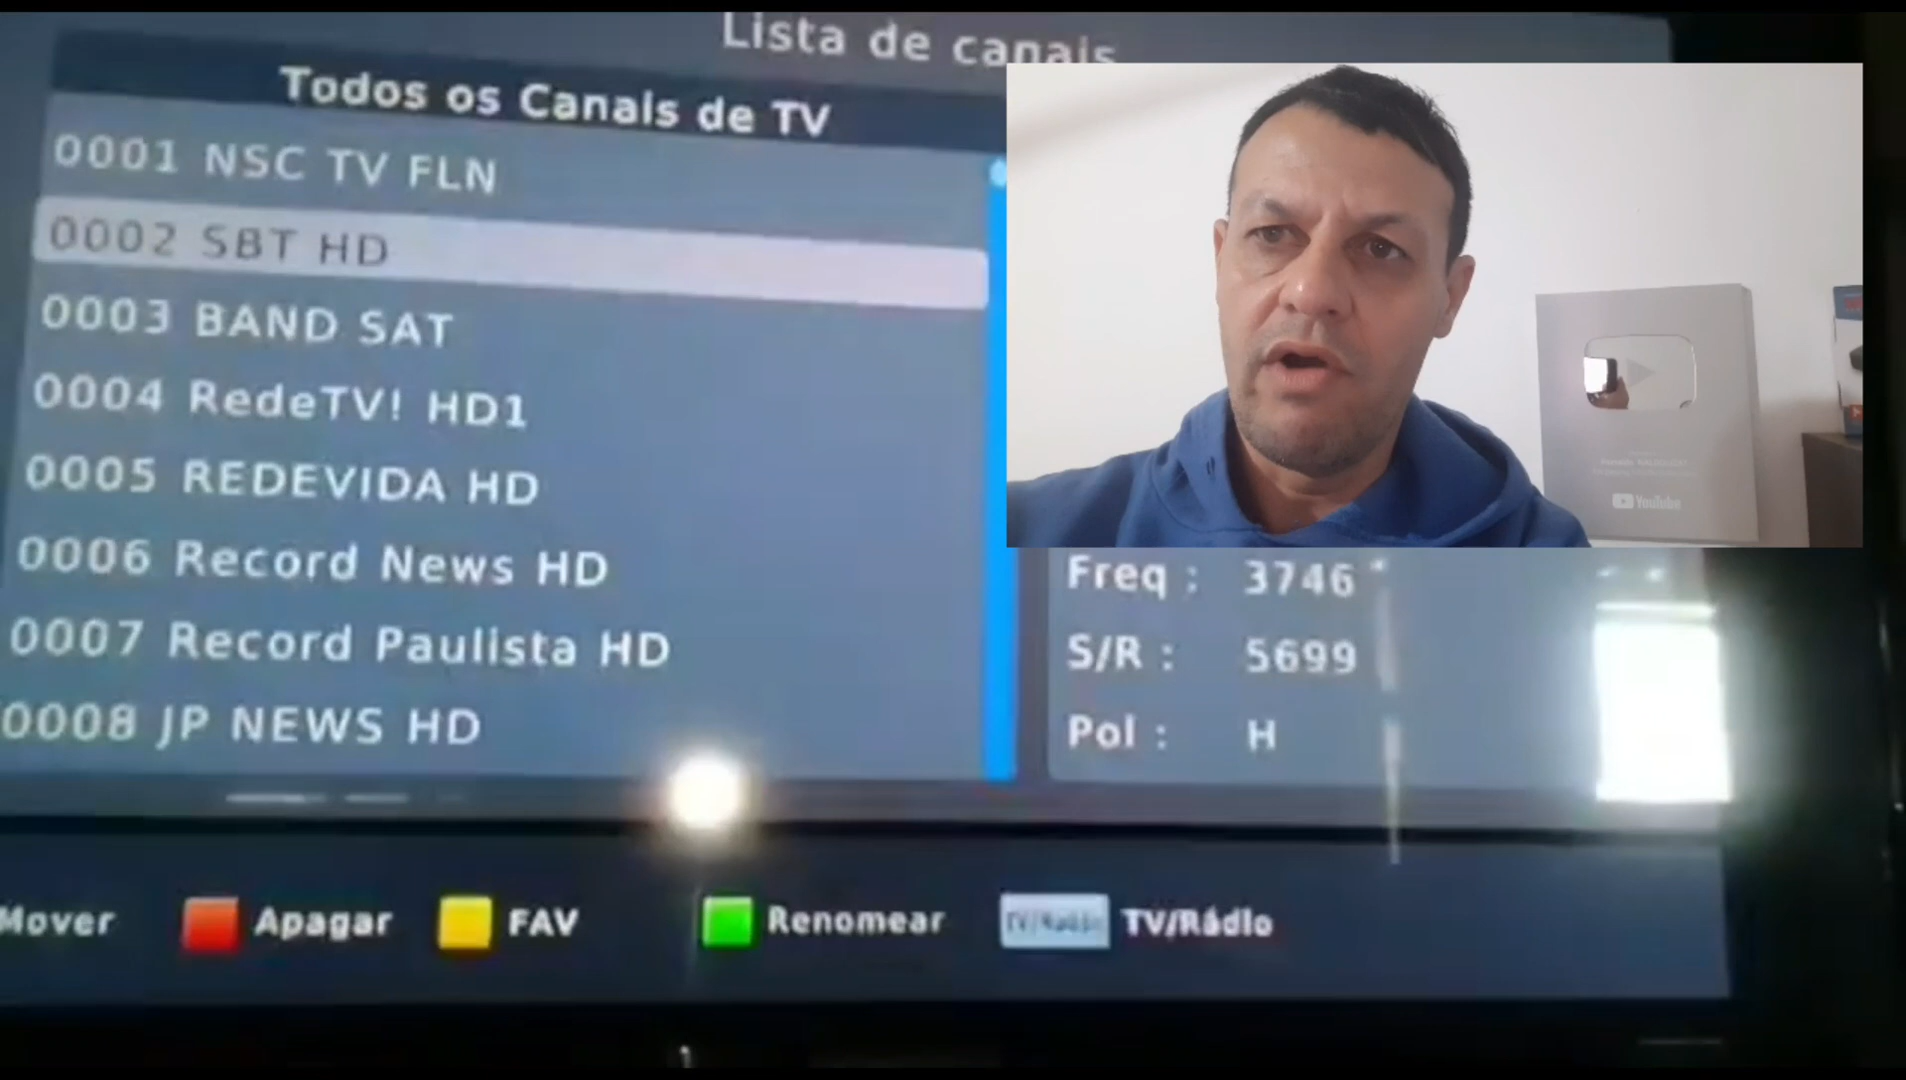 Lista de canais
Todos os Canais de TV
0001 NSC TV FLN
0002 SBT HD
0003 BAND SAT
0004 RedeTV! HD1
0005 REDEVIDA HD
0006 Record News HD
0007 Record Paulista HD
0008 JP NEWS HD
Freq : 3746
S/R : 5699
Pol : H
Mover
Apagar
FAV
Renomear
TV/Rádio
TV/Rádio
YouTube